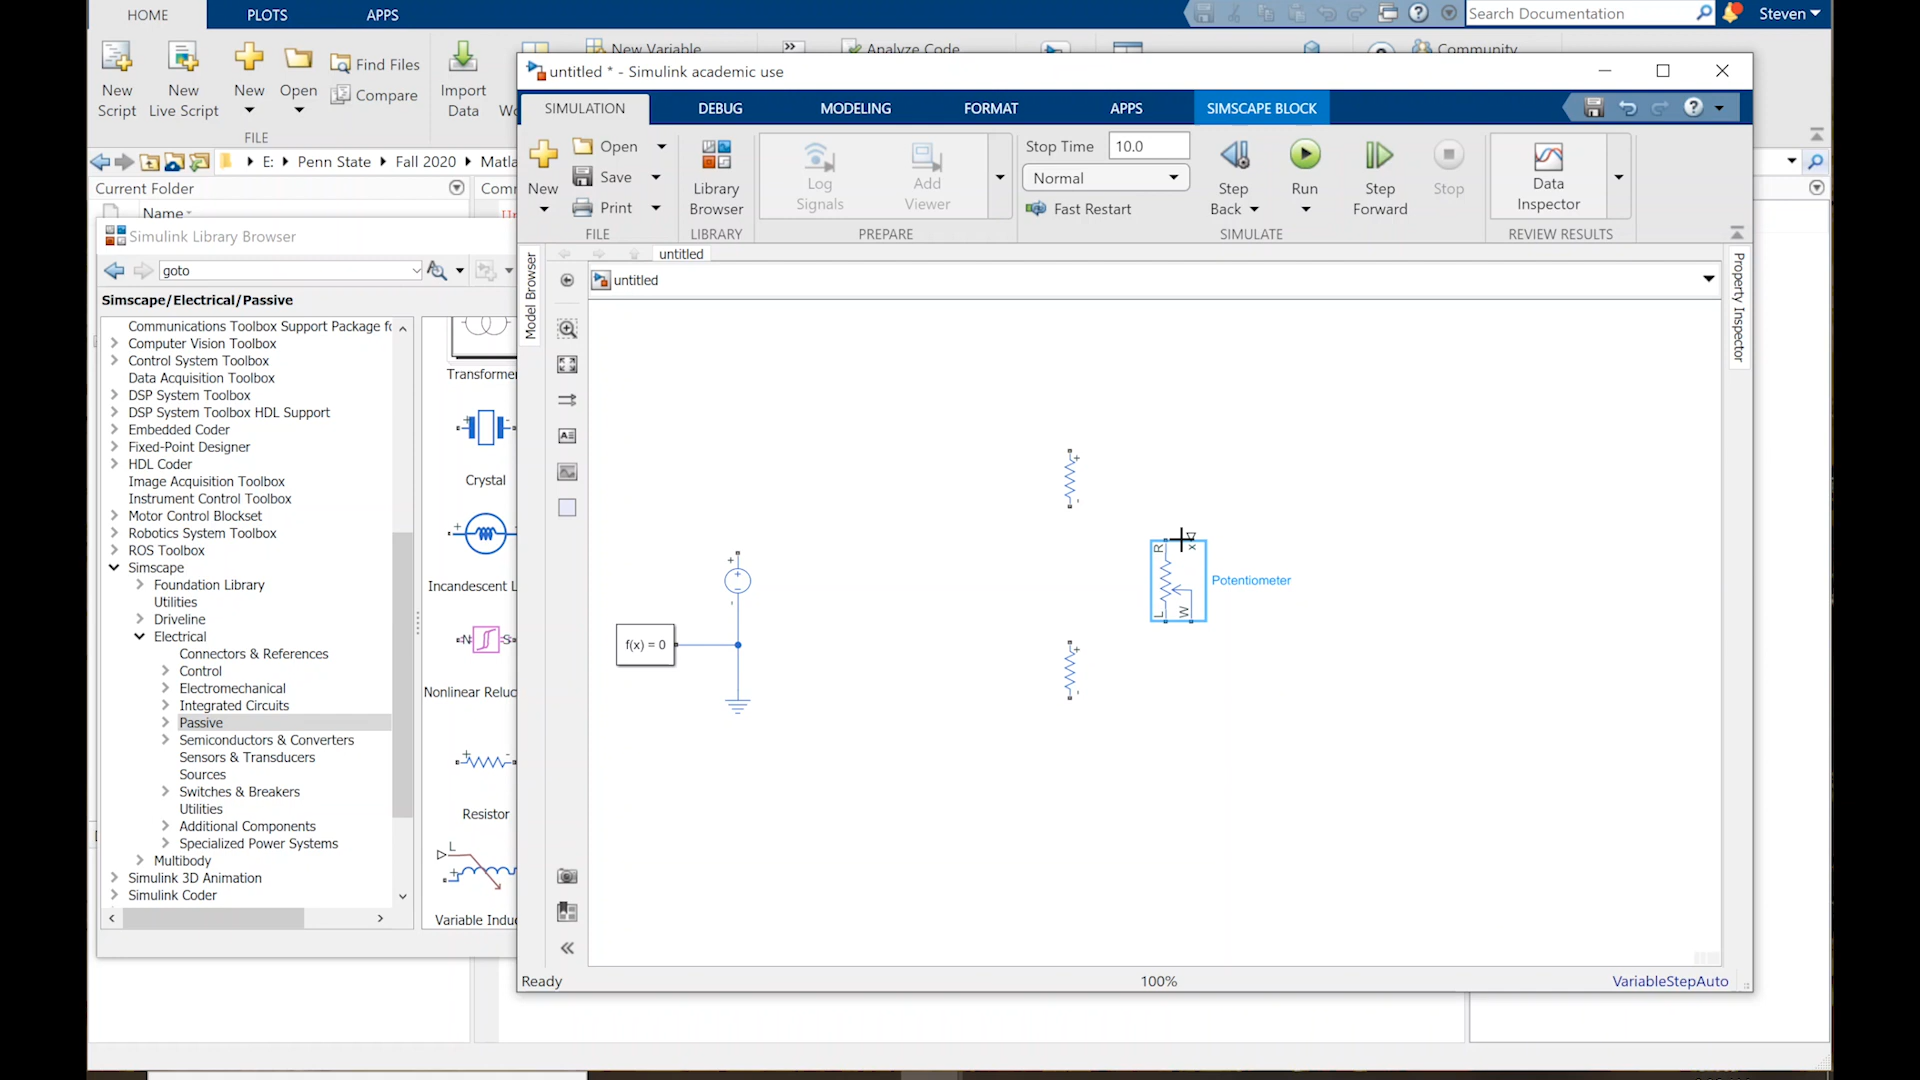 HOME PLOTS APPS
Search Documentation Steven
New Script
New Live Script
New
Open
Find Files
Compare
Import Data
New Variable
Analyze Code
Community
FILE
E: Penn State Fall 2020 Matla
Current Folder
Name
untitled * - Simulink academic use
SIMULATION DEBUG MODELING FORMAT APPS SIMSCAPE BLOCK
New
Open
Save
Print
FILE
Library Browser
LIBRARY
Log Signals
Add Viewer
PREPARE
Stop Time 10.0
Normal
Fast Restart
Step Back
Run
Step Forward
Stop
SIMULATE
Data Inspector
REVIEW RESULTS
Simulink Library Browser
goto
Simscape/Electrical/Passive
Communications Toolbox Support Package fo
Computer Vision Toolbox
Control System Toolbox
Data Acquisition Toolbox
DSP System Toolbox
DSP System Toolbox HDL Support
Embedded Coder
Fixed-Point Designer
HDL Coder
Image Acquisition Toolbox
Instrument Control Toolbox
Motor Control Blockset
Robotics System Toolbox
ROS Toolbox
Simscape
Foundation Library
Utilities
Driveline
Electrical
Connectors & References
Control
Electromechanical
Integrated Circuits
Passive
Semiconductors & Converters
Sensors & Transducers
Sources
Switches & Breakers
Utilities
Additional Components
Specialized Power Systems
Multibody
Simulink 3D Animation
Simulink Coder
Transformer
Crystal
Incandescent L
N S
Nonlinear Reluc
Resistor
L
Variable Indu
Model Browser
untitled
untitled
Property Inspector
R x
L W
Potentiometer
f(x) = 0
Ready
100%
VariableStepAuto